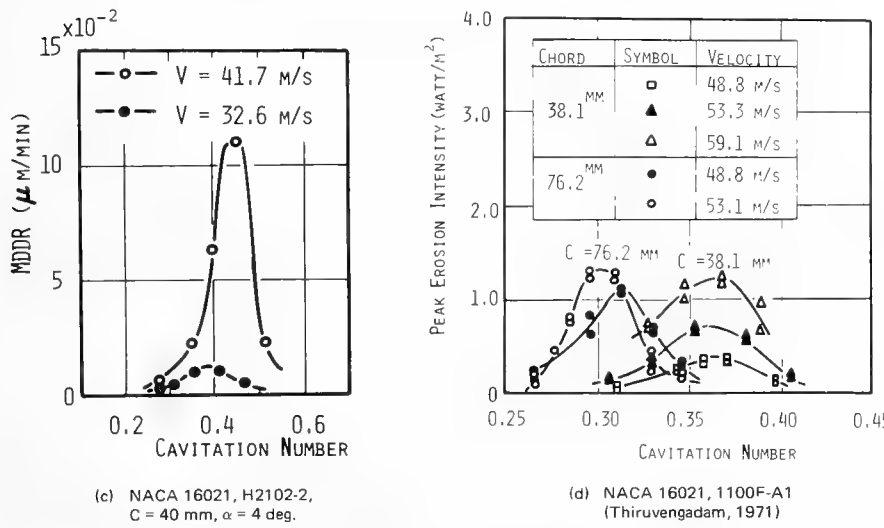 15×10⁻²
V = 41.7 M/S
V = 32.6 M/S
10
5
0
MDDR (μM/MIN)
0.2 0.4 0.6
CAVITATION NUMBER
(c) NACA 16021, H2102-2,
C = 40 mm, α = 4 deg.
4.0
3.0
2.0
1.0
0
PEAK EROSION INTENSITY (WATT/M²)
CHORD SYMBOL VELOCITY
38.1 MM
48.8 M/S
53.3 M/S
59.1 M/S
76.2 MM
48.8 M/S
53.1 M/S
C =76.2 MM
C =38.1 MM
0.25 0.30 0.35 0.40 0.45
CAVITATION NUMBER
(d) NACA 16021, 1100F-A1
(Thiruvengadam, 1971)